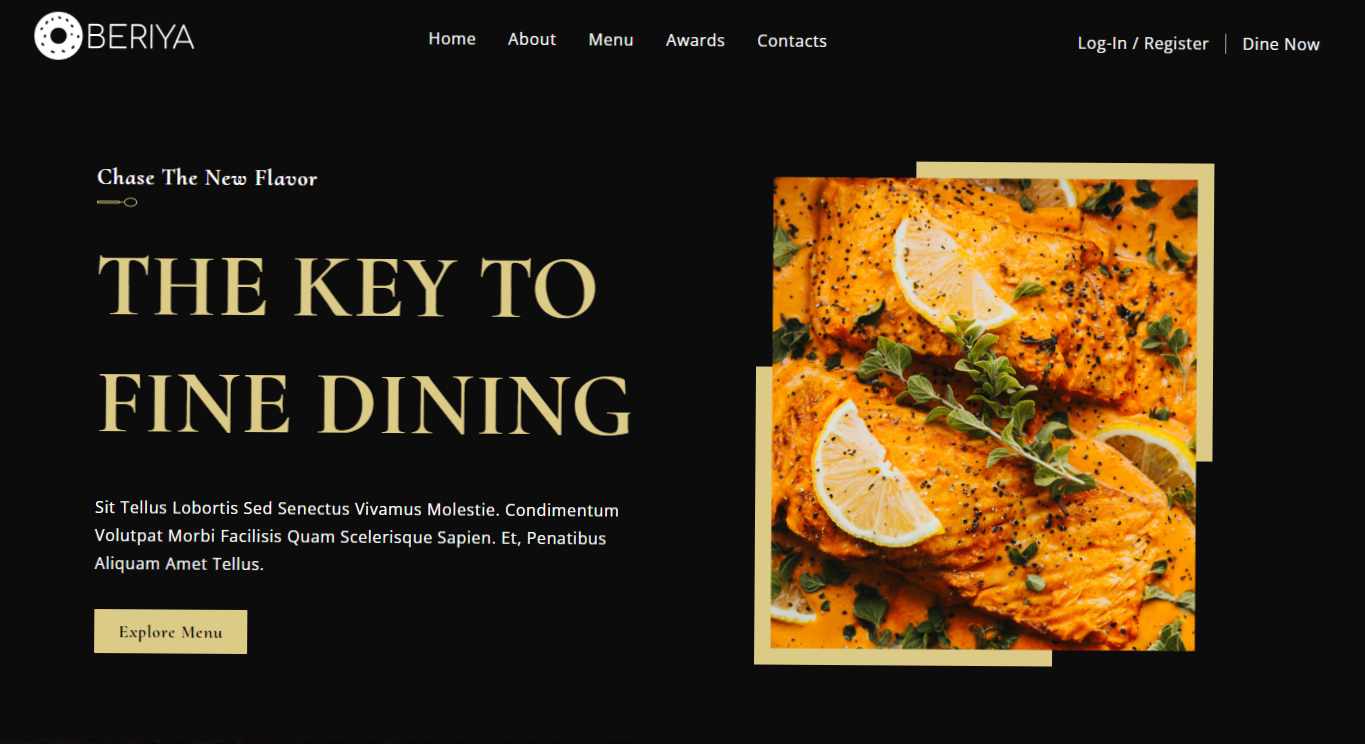 BERIYA
Home About Menu Awards Contacts
Log-In / Register Dine Now
Chase The New Flavor
THE KEY TO
FINE DINING
Sit Tellus Lobortis Sed Senectus Vivamus Molestie. Condimentum
Volutpat Morbi Facilisis Quam Scelerisque Sapien. Et, Penatibus
Aliquam Amet Tellus.
Explore Menu